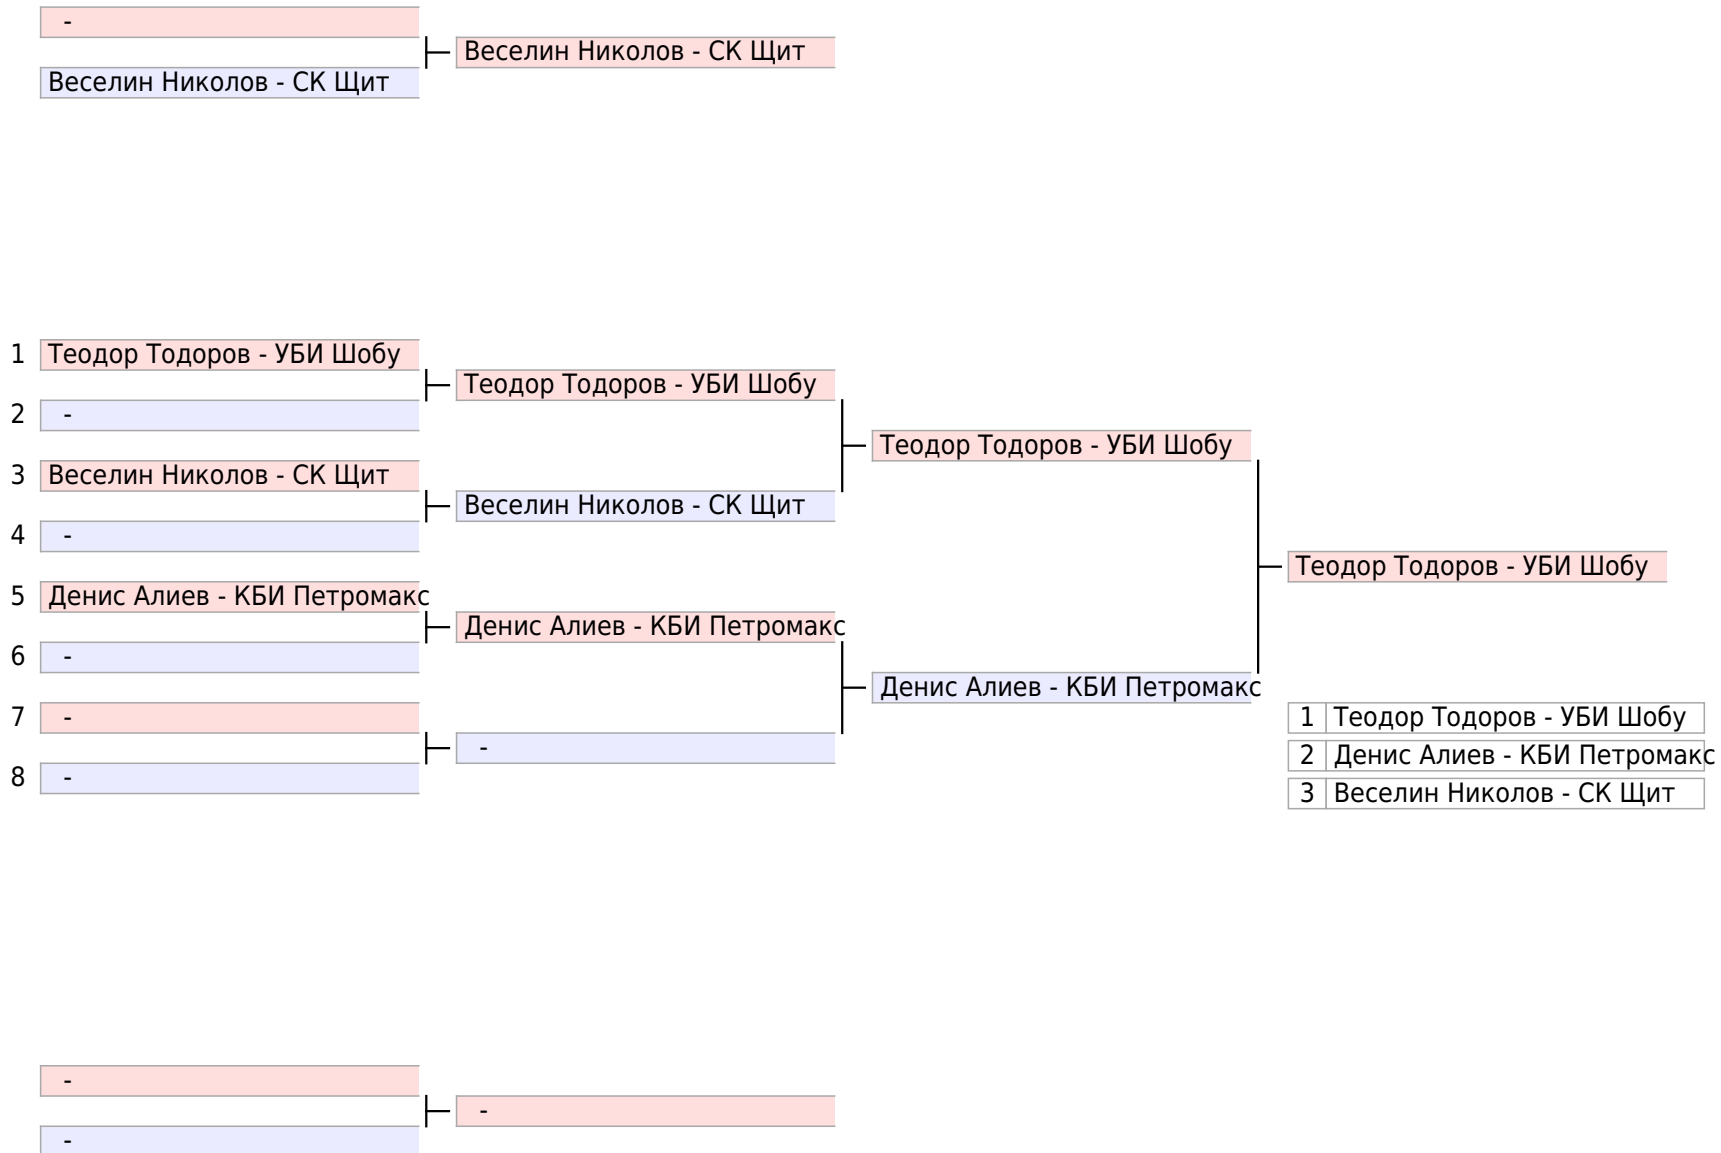 -
Веселин Николов - СК Щит
Веселин Николов - СК Щит
1 Теодор Тодоров - УБИ Шобу
Теодор Тодоров - УБИ Шобу
2 -
Теодор Тодоров - УБИ Шобу
3 Веселин Николов - СК Щит
Веселин Николов - СК Щит
4 -
Теодор Тодоров - УБИ Шобу
5 Денис Алиев - КБИ Петромакс
Денис Алиев - КБИ Петромакс
6 -
Денис Алиев - КБИ Петромакс
7 -
1 Теодор Тодоров - УБИ Шобу
-
2 Денис Алиев - КБИ Петромакс
8 -
3 Веселин Николов - СК Щит
-
-
-